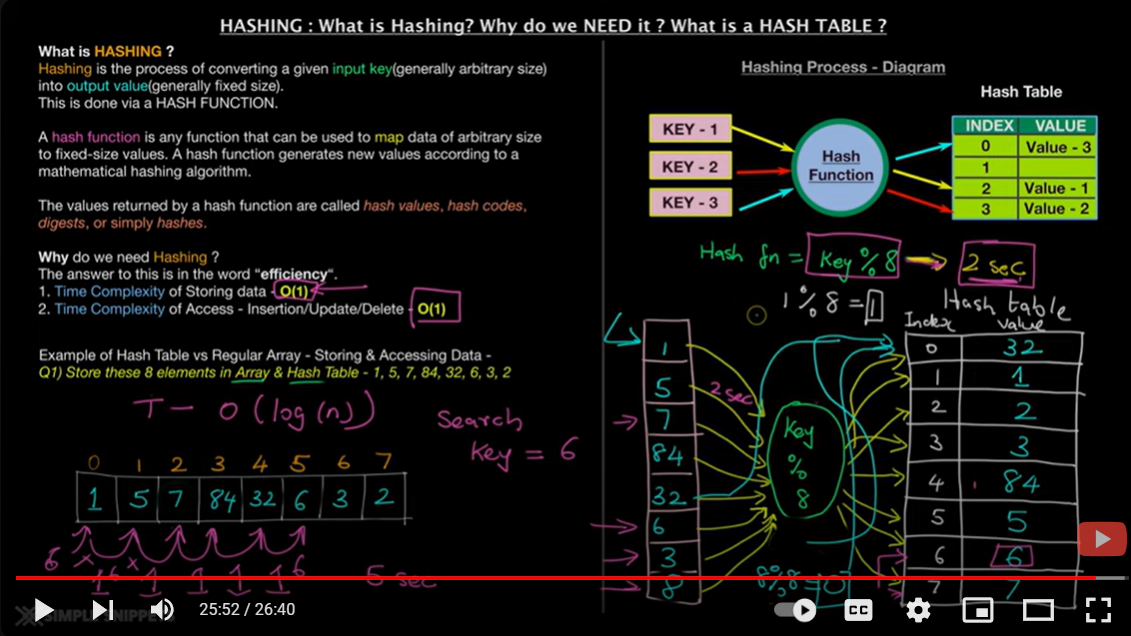 HASHING : What is Hashing? Why do we NEED it ? What is a HASH TABLE ?
What is HASHING ?
Hashing is the process of converting a given input key(generally arbitrary size)
into output value(generally fixed size).
This is done via a HASH FUNCTION.
A hash function is any function that can be used to map data of arbitrary size
to fixed-size values. A hash function generates new values according to a
mathematical hashing algorithm.
The values returned by a hash function are called hash values, hash codes,
digests, or simply hashes.
Why do we need Hashing ?
The answer to this is in the word "efficiency".
1. Time Complexity of Storing data - O(1)
2. Time Complexity of Access - Insertion/Update/Delete - O(1)
Example of Hash Table vs Regular Array - Storing & Accessing Data -
Q1) Store these 8 elements in Array & Hash Table - 1, 5, 7, 84, 32, 6, 3, 2
T - O (log(n))
Search
key = 6
0 1 2 3 4 5 6 7
1 5 7 84 32 6 3 2
6 6
1 1 1 1 1
5 sec
Hashing Process - Diagram
Hash Table
KEY - 1
KEY - 2
KEY - 3
Hash
Function
INDEX VALUE
0 Value - 3
1
2 Value - 1
3 Value - 2
Hash fn = Key % 8 2 sec
1 % 8 = 1
Hash table
Index value
1
5
7
84
32
6
3
8
2 sec
Key
%
8
8%8=0
0 32
1 1
2 2
3 3
4 84
5 5
6 6
7 7
25:52 / 26:40
CC
SIMPLE SNIPPETS